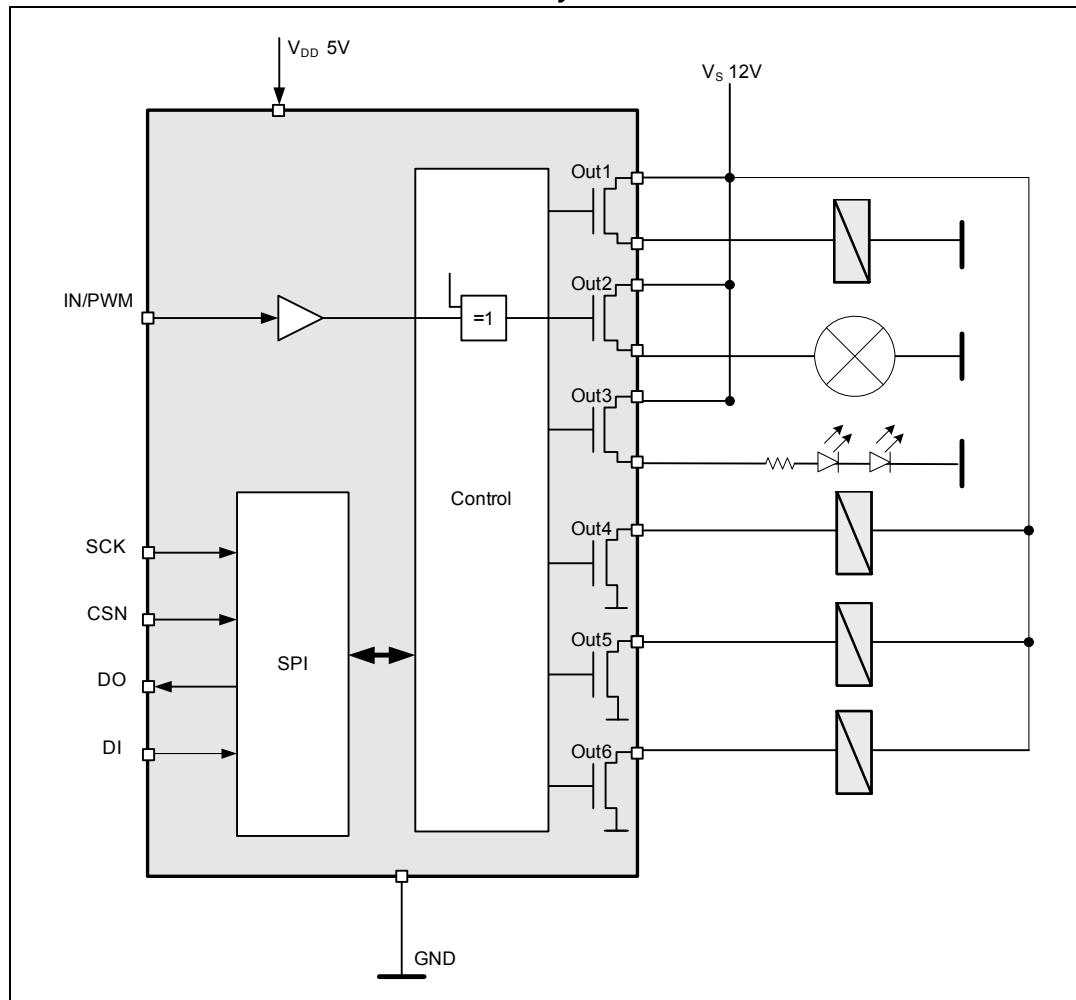 V_DD 5V
V_S 12V
Out1
IN/PWM
Out2
=1
Out3
Control
SCK
Out4
CSN
Out5
SPI
DO
DI
Out6
GND